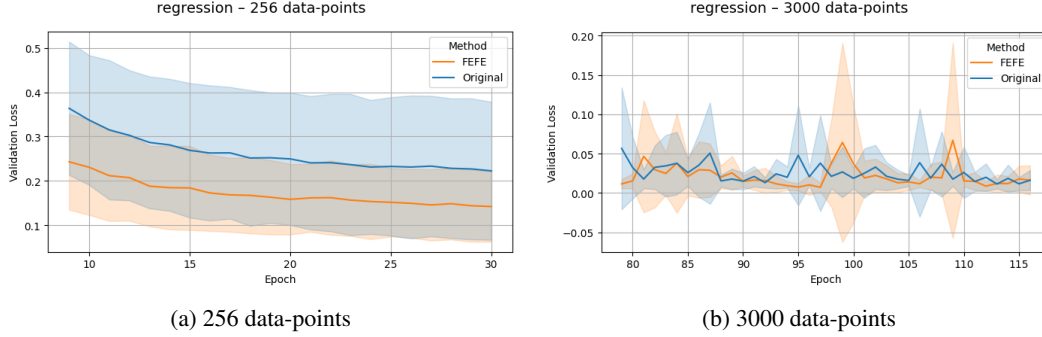 regression – 256 data-points
Validation Loss
0.5
0.4
0.3
0.2
0.1
10
15
20
25
30
Epoch
Method
FEFE
Original
(a) 256 data-points
regression – 3000 data-points
Validation Loss
0.20
0.15
0.10
0.05
0.00
−0.05
80
85
90
95
100
105
110
115
Epoch
Method
FEFE
Original
(b) 3000 data-points